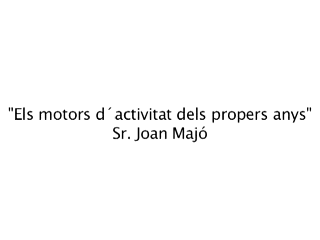 "Els motors d´activitat dels propers anys"
Sr. Joan Majó